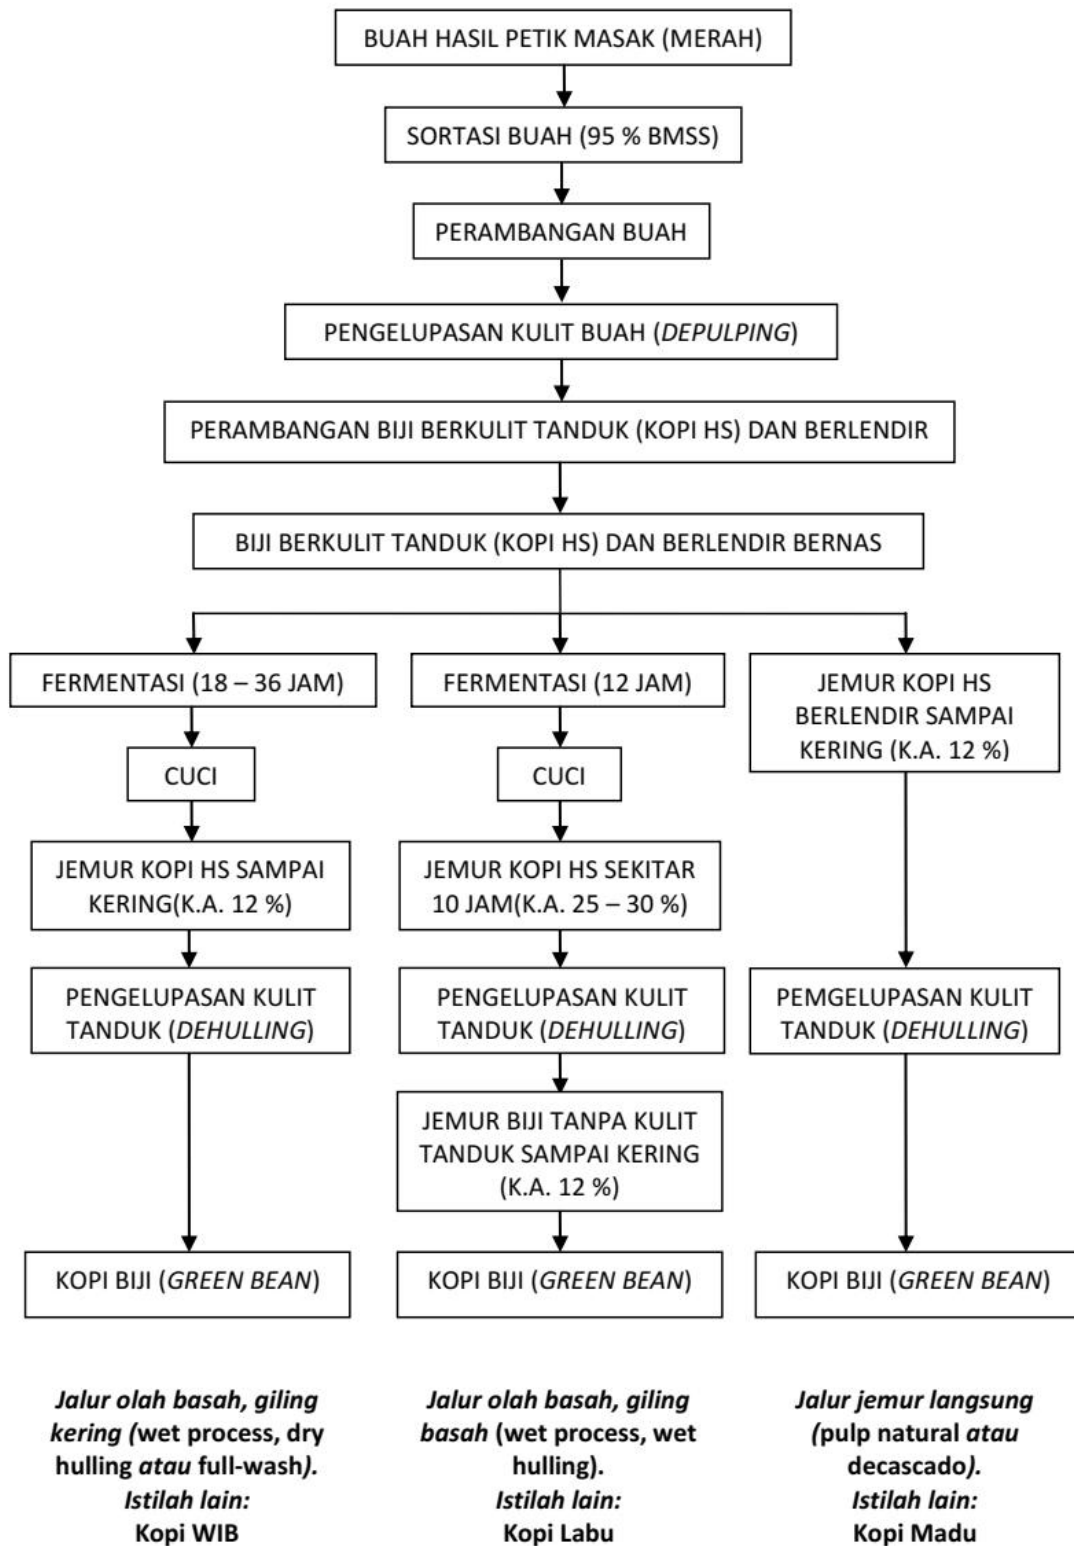 BUAH HASIL PETIK MASAK (MERAH)
SORTASI BUAH (95 % BMSS)
PERAMBANGAN BUAH
PENGELUPASAN KULIT BUAH (DEPULPING)
PERAMBANGAN BIJI BERKULIT TANDUK (KOPI HS) DAN BERLENDIR
BIJI BERKULIT TANDUK (KOPI HS) DAN BERLENDIR BERNAS
FERMENTASI (18 – 36 JAM)
CUCI
JEMUR KOPI HS SAMPAI
KERING(K.A. 12 %)
PENGELUPASAN KULIT
TANDUK (DEHULLING)
KOPI BIJI (GREEN BEAN)
Jalur olah basah, giling
kering (wet process, dry
hulling atau full-wash).
Istilah lain:
Kopi WIB
FERMENTASI (12 JAM)
CUCI
JEMUR KOPI HS SEKITAR
10 JAM(K.A. 25 – 30 %)
PENGELUPASAN KULIT
TANDUK (DEHULLING)
JEMUR BIJI TANPA KULIT
TANDUK SAMPAI KERING
(K.A. 12 %)
KOPI BIJI (GREEN BEAN)
Jalur olah basah, giling
basah (wet process, wet
hulling).
Istilah lain:
Kopi Labu
JEMUR KOPI HS
BERLENDIR SAMPAI
KERING (K.A. 12 %)
PEMGELUPASAN KULIT
TANDUK (DEHULLING)
KOPI BIJI (GREEN BEAN)
Jalur jemur langsung
(pulp natural atau
decascado).
Istilah lain:
Kopi Madu